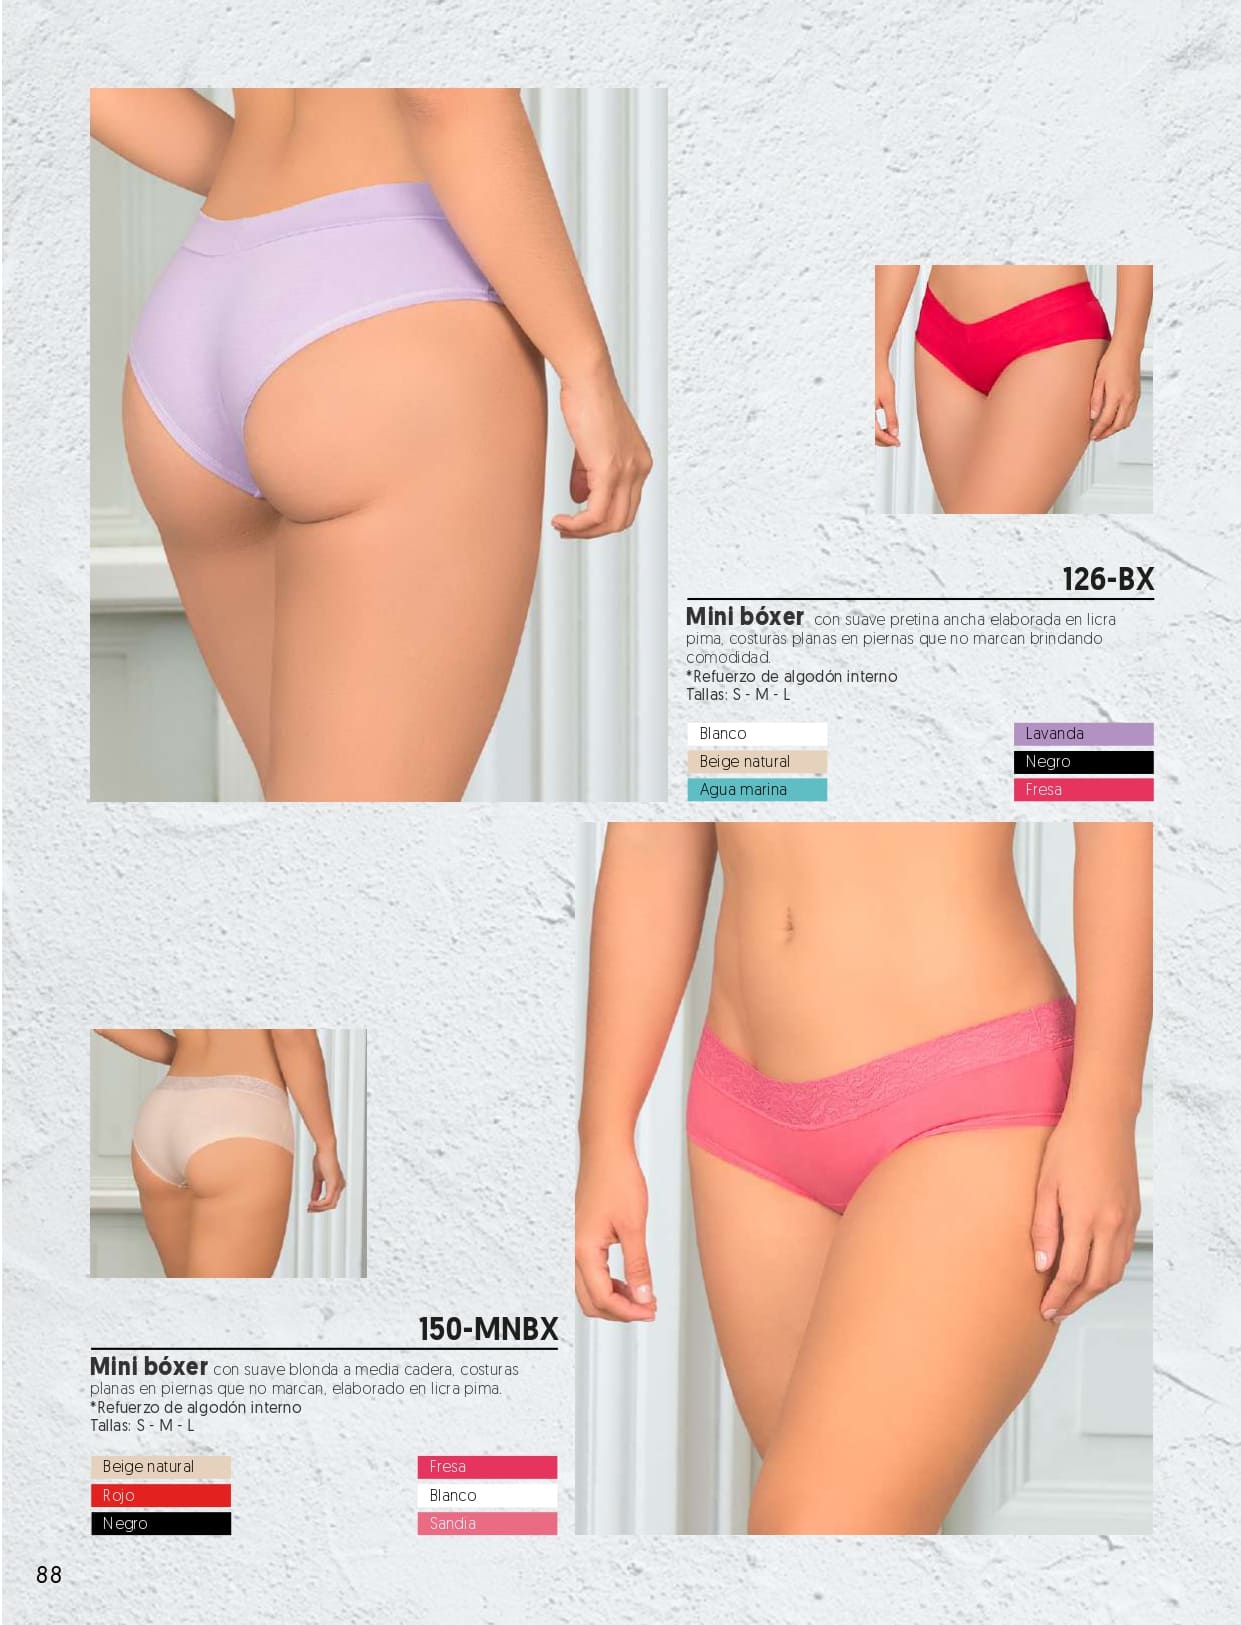 126-BX
Mini bóxer con suave pretina ancha elaborada en licra
pima, costuras planas en piernas que no marcan brindando
comodidad.
*Refuerzo de algodón interno
Tallas: S - M - L
Blanco
Lavanda
Beige natural
Negro
Agua marina
Fresa
150-MNBX
Mini bóxer con suave blonda a media cadera, costuras
planas en piernas que no marcan, elaborado en licra pima.
*Refuerzo de algodón interno
Tallas: S - M - L
Beige natural
Fresa
Rojo
Blanco
Negro
Sandia
88